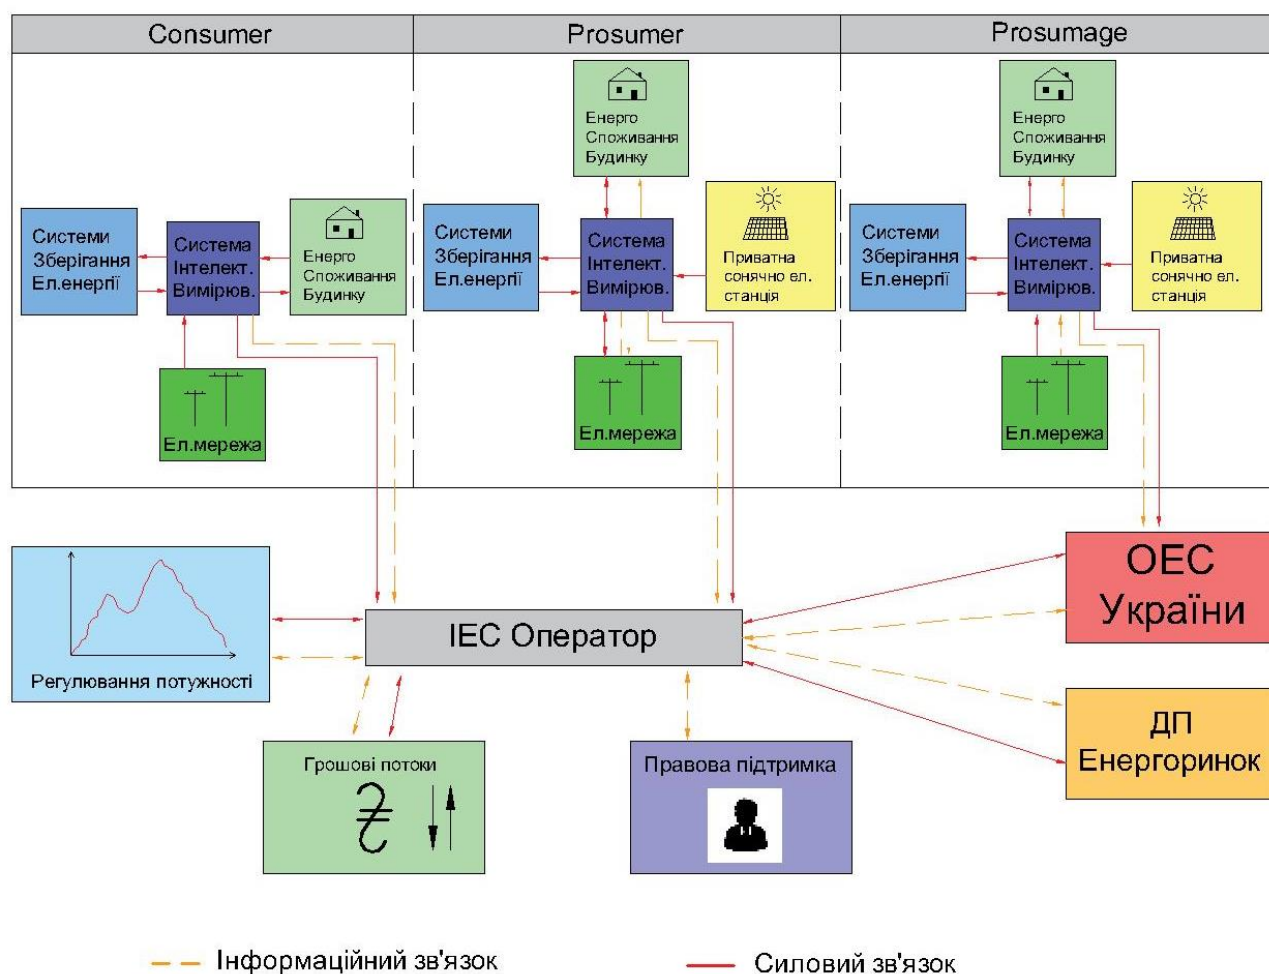 Consumer
Prosumer
Prosumage
Системи
Зберігання
Ел.енергії
Система
Інтелект.
Вимірюв.
Енерго
Споживання
Будинку
Ел.мережа
Енерго
Споживання
Будинку
Системи
Зберігання
Ел.енергії
Система
Інтелект.
Вимірюв.
Приватна
сонячно ел.
станція
Ел.мережа
Енерго
Споживання
Будинку
Системи
Зберігання
Ел.енергії
Система
Інтелект.
Вимірюв.
Приватна
сонячно ел.
станція
Ел.мережа
Регулювання потужності
ІЕС Оператор
ОЕС
України
ДП
Енергоринок
Грошові потоки
₴
Правова підтримка
Інформаційний зв'язок
Силовий зв'язок